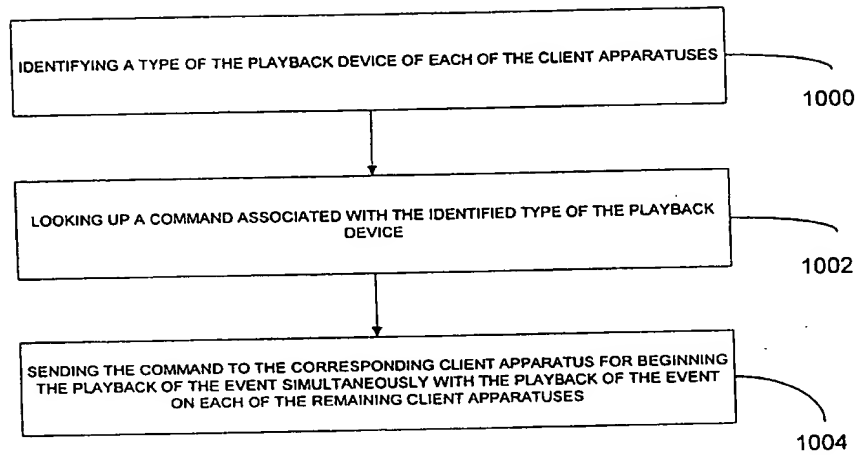 IDENTIFYING A TYPE OF THE PLAYBACK DEVICE OF EACH OF THE CLIENT APPARATUSES
1000
LOOKING UP A COMMAND ASSOCIATED WITH THE IDENTIFIED TYPE OF THE PLAYBACK
DEVICE
1002
SENDING THE COMMAND TO THE CORRESPONDING CLIENT APPARATUS FOR BEGINNING
THE PLAYBACK OF THE EVENT SIMULTANEOUSLY WITH THE PLAYBACK OF THE EVENT
ON EACH OF THE REMAINING CLIENT APPARATUSES
1004